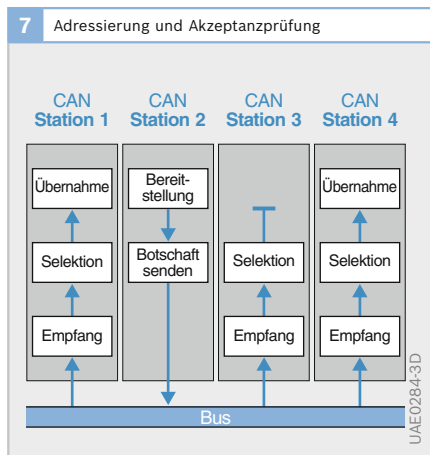 7 Adressierung und Akzeptanzprüfung
CAN
Station 1
CAN
Station 2
CAN
Station 3
CAN
Station 4
Übernahme
Selektion
Empfang
Bereit-
stellung
Botschaft
senden
Selektion
Empfang
Übernahme
Selektion
Empfang
Bus
UAE0284-3D